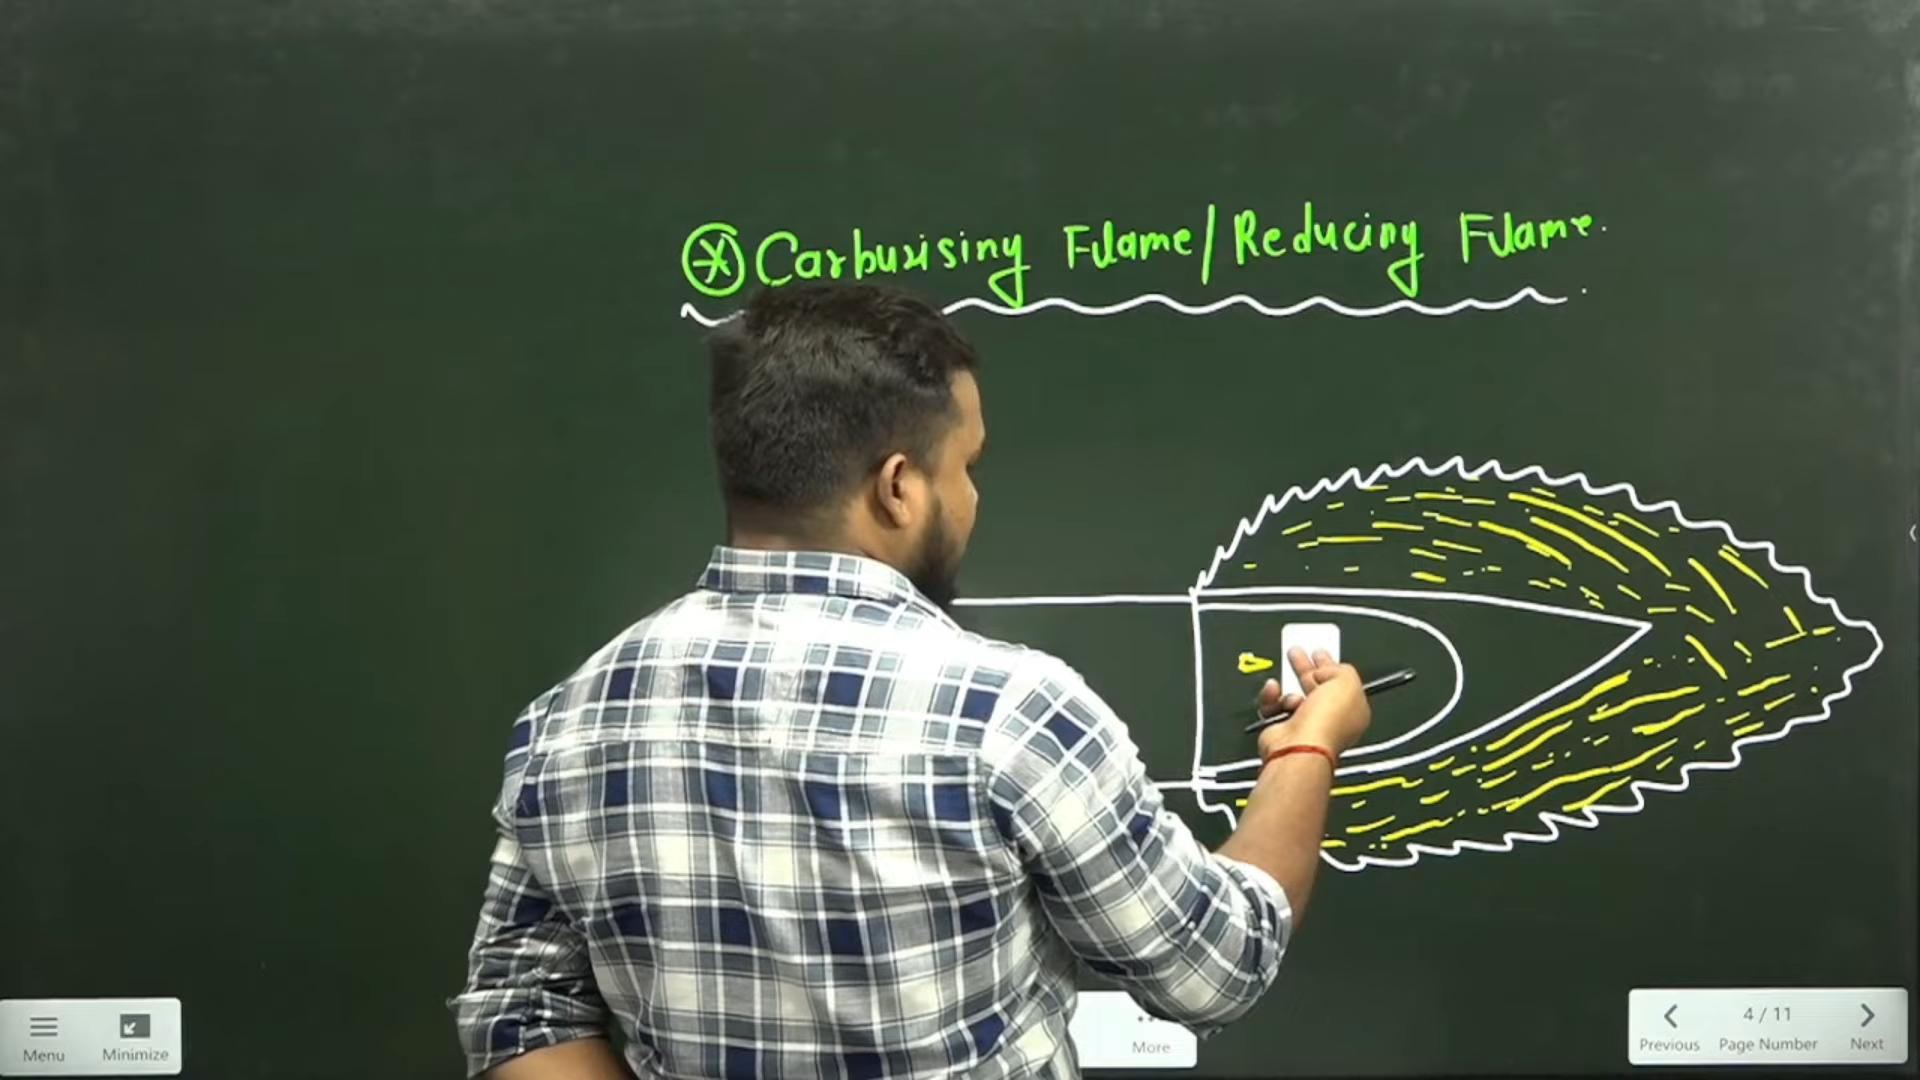 Carburising Flame/Reducing Flame.
Menu
Minimize
More
4 / 11
Previous
Page Number
Next